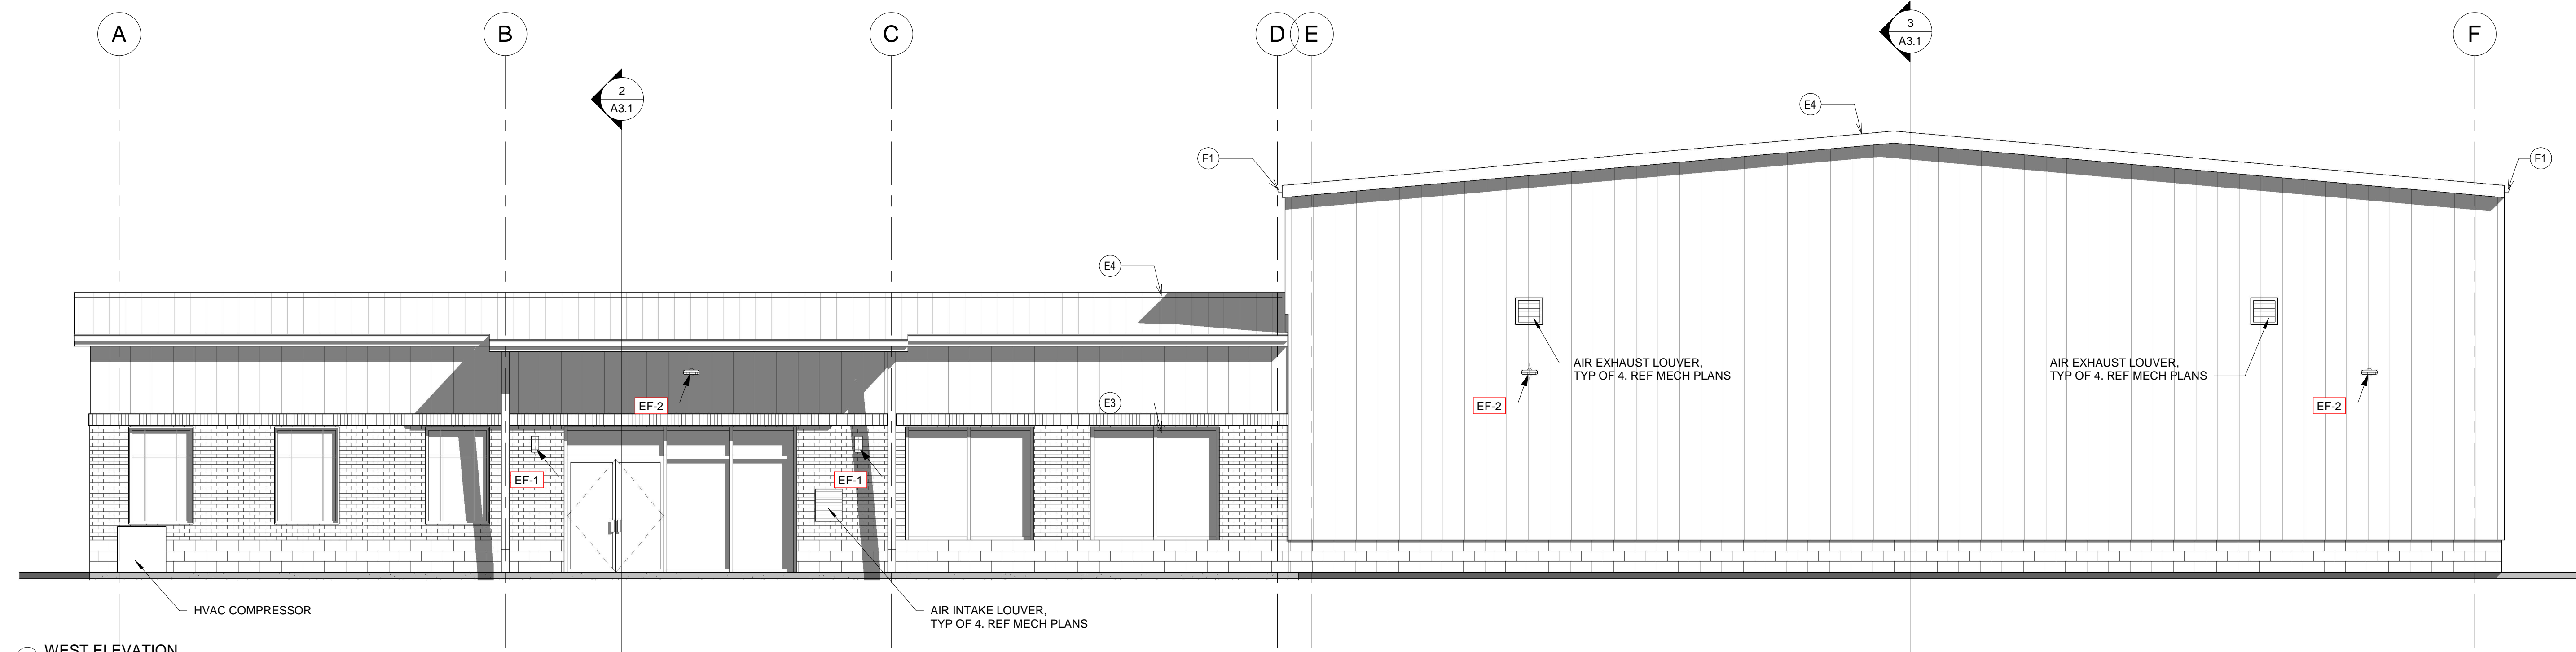 A
B
C
D
E
F
3
A3.1
2
A3.1
E4
E1
E1
E4
E3
AIR EXHAUST LOUVER,
TYP OF 4. REF MECH PLANS
AIR EXHAUST LOUVER,
TYP OF 4. REF MECH PLANS
EF-2
EF-2
EF-2
EF-1
EF-1
HVAC COMPRESSOR
AIR INTAKE LOUVER,
TYP OF 4. REF MECH PLANS
WEST ELEVATION